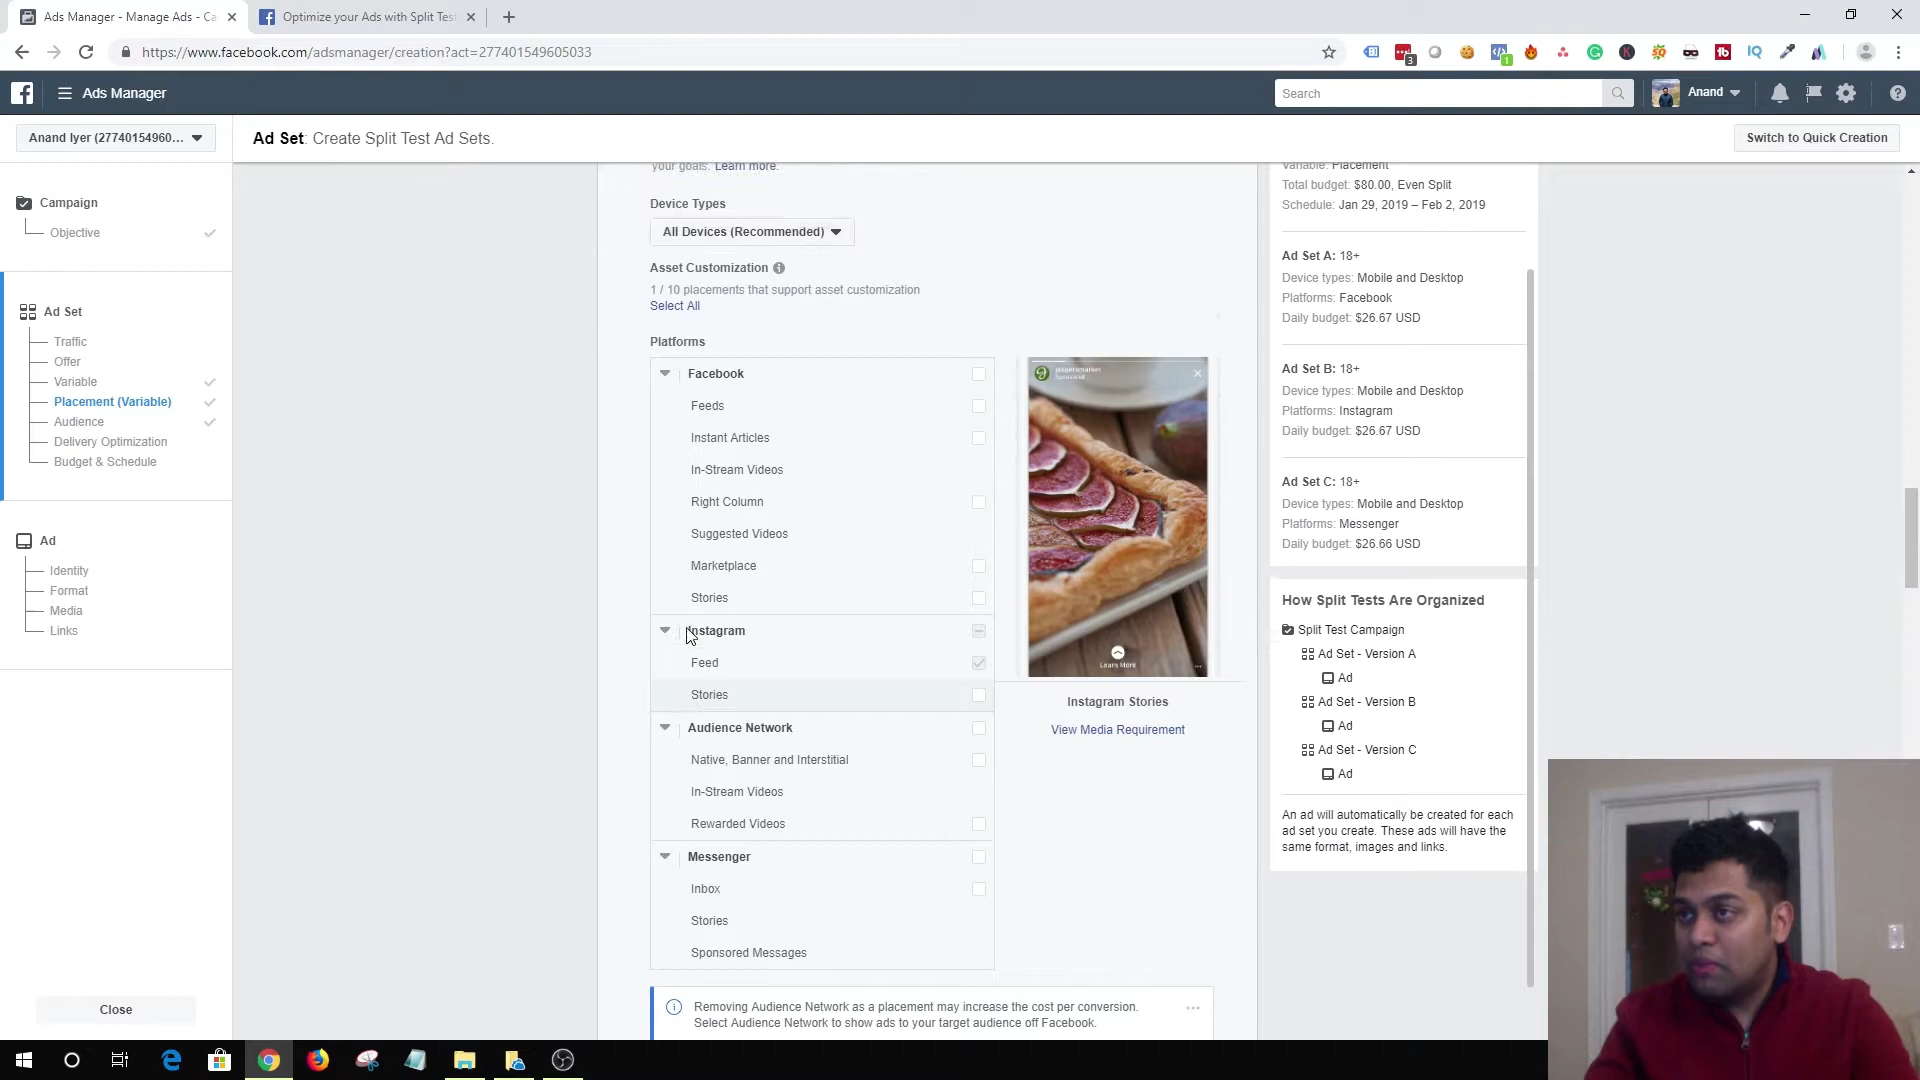 Ads Manager - Manage Ads - Ca
Optimize your Ads with Split Test
https://www.facebook.com/adsmanager/creation?act=277401549605033
3
1
Ads Manager
Search
Anand
Anand Iyer (27740154960...
Ad Set: Create Split Test Ad Sets.
Switch to Quick Creation
Campaign
Objective
Ad Set
Traffic
Offer
Variable
Placement (Variable)
Audience
Delivery Optimization
Budget & Schedule
Ad
Identity
Format
Media
Links
Close
your goals. Learn more.
Device Types
All Devices (Recommended)
Asset Customization
1 / 10 placements that support asset customization
Select All
Platforms
Facebook
Feeds
Instant Articles
In-Stream Videos
Right Column
Suggested Videos
Marketplace
Stories
Instagram
Feed
Stories
Audience Network
Native, Banner and Interstitial
In-Stream Videos
Rewarded Videos
Messenger
Inbox
Stories
Sponsored Messages
Learn More
Instagram Stories
View Media Requirement
Removing Audience Network as a placement may increase the cost per conversion.
Select Audience Network to show ads to your target audience off Facebook.
Variable: Placement
Total budget: $80.00, Even Split
Schedule: Jan 29, 2019 – Feb 2, 2019
Ad Set A: 18+
Device types: Mobile and Desktop
Platforms: Facebook
Daily budget: $26.67 USD
Ad Set B: 18+
Device types: Mobile and Desktop
Platforms: Instagram
Daily budget: $26.67 USD
Ad Set C: 18+
Device types: Mobile and Desktop
Platforms: Messenger
Daily budget: $26.66 USD
How Split Tests Are Organized
Split Test Campaign
Ad Set - Version A
Ad
Ad Set - Version B
Ad
Ad Set - Version C
Ad
An ad will automatically be created for each
ad set you create. These ads will have the
same format, images and links.